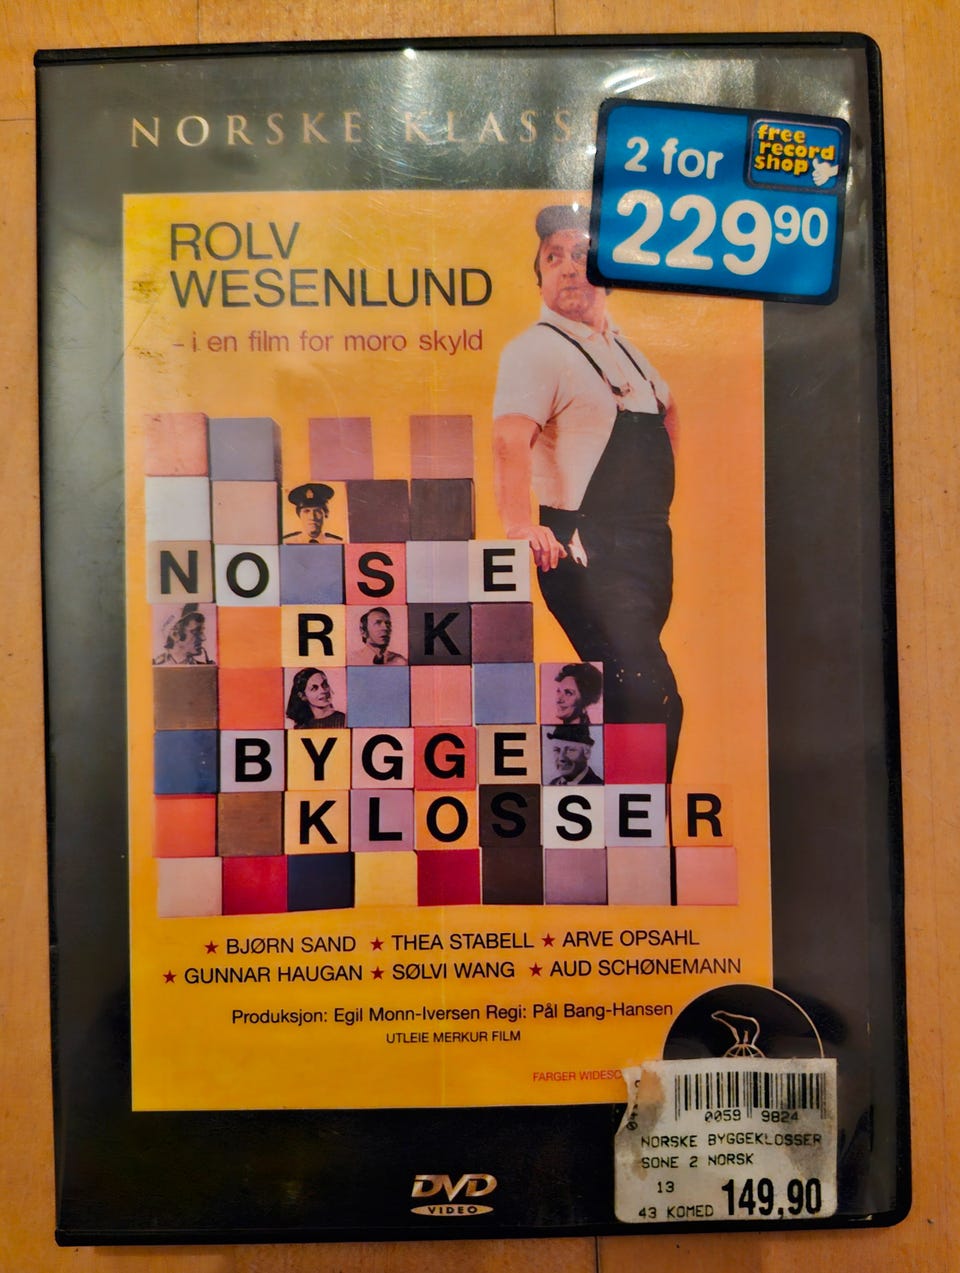 NORSKE KLASS
2 for
free
record
shop
229 90
ROLV
WESENLUND
- i en film for moro skyld
NORSKE
BYGGE
KLOSSER
★ BJØRN SAND ★ THEA STABELL ★ ARVE OPSAHL
★ GUNNAR HAUGAN ★ SØLVI WANG ★ AUD SCHØNEMANN
Produksjon: Egil Monn-Iversen Regi: Pål Bang-Hansen
UTLEIE MERKUR FILM
FARGER
0059 9824
NORSKE BYGGEKLOSSER
SONE 2 NORSK
13
43 KOMED 149,90
DVD
VIDEO